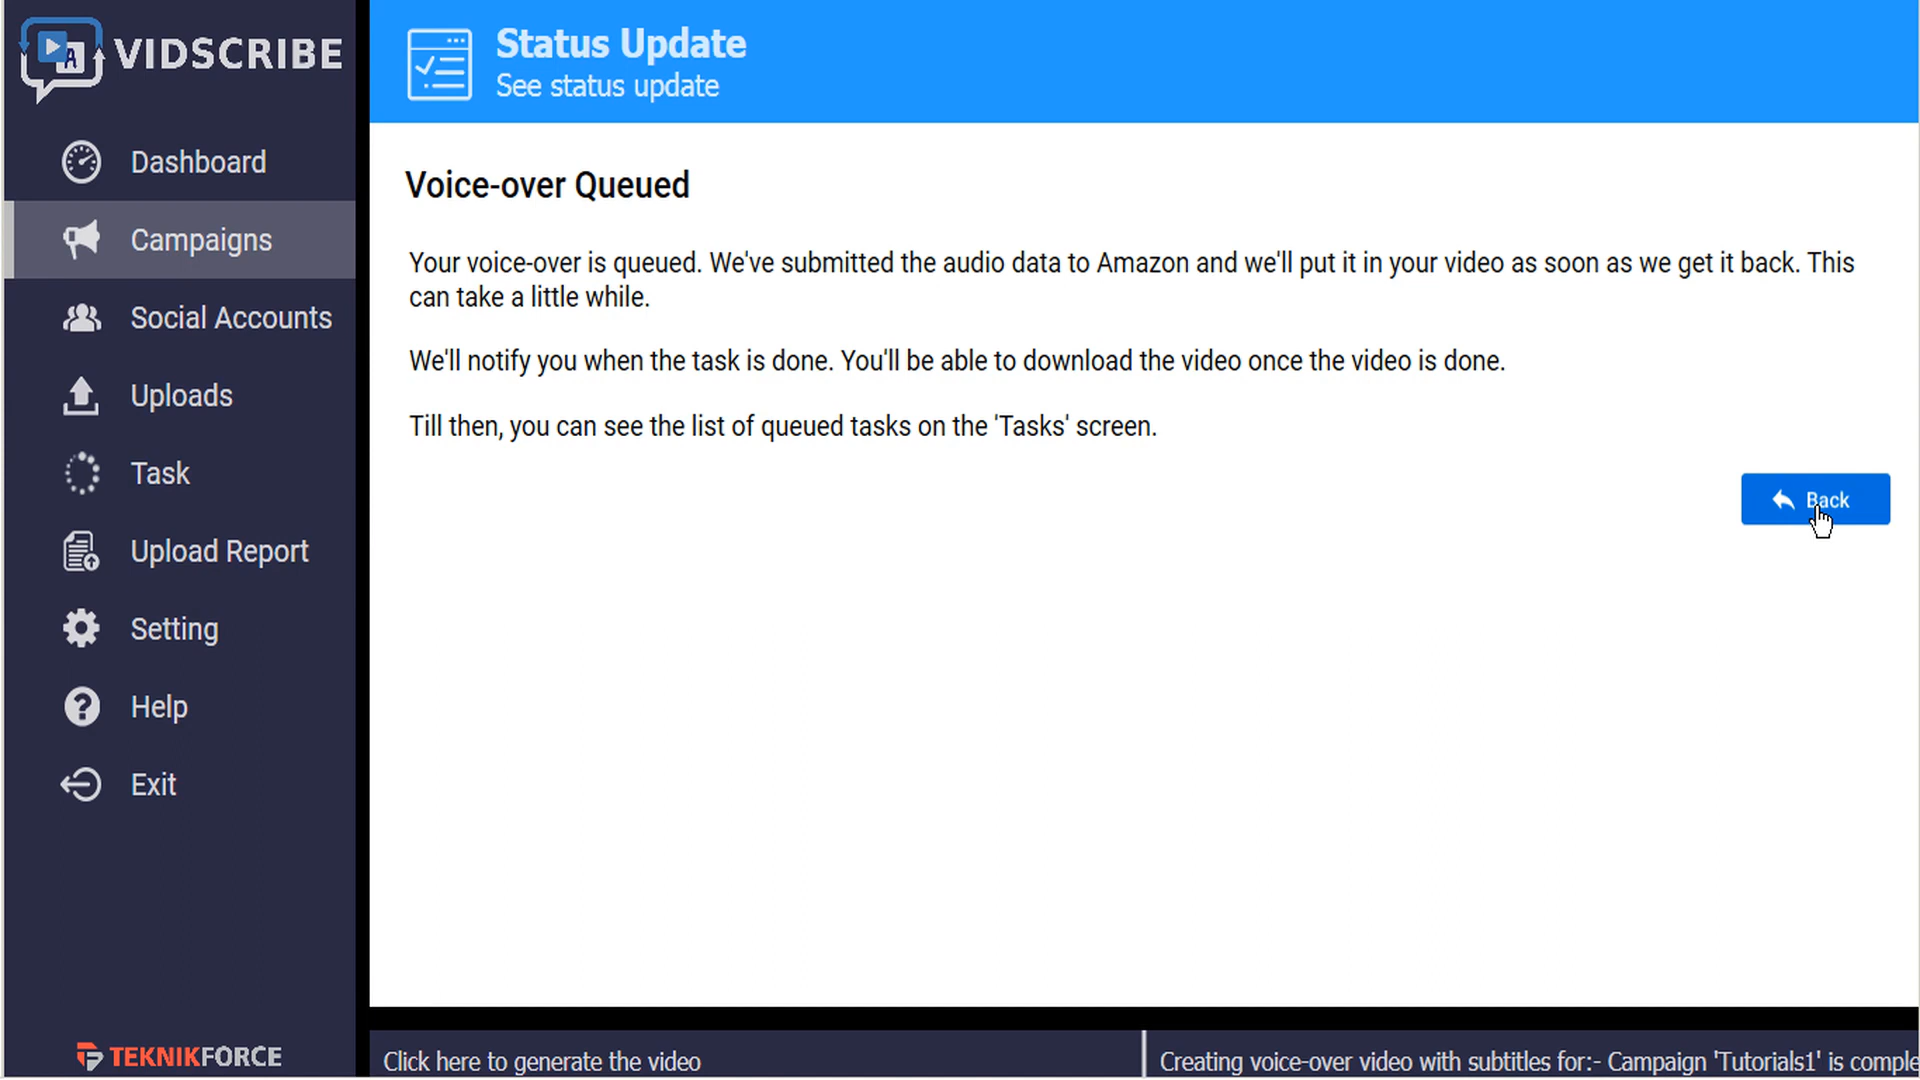 VIDSCRIBE
A
Dashboard
Campaigns
Social Accounts
Uploads
Task
Upload Report
Setting
Help
Exit
TEKNIKFORCE
Status Update
See status update
Voice-over Queued
Your voice-over is queued. We've submitted the audio data to Amazon and we'll put it in your video as soon as we get it back. This
can take a little while.
We'll notify you when the task is done. You'll be able to download the video once the video is done.
Till then, you can see the list of queued tasks on the 'Tasks' screen.
Back
Click here to generate the video
Creating voice-over video with subtitles for:- Campaign 'Tutorials1' is comple